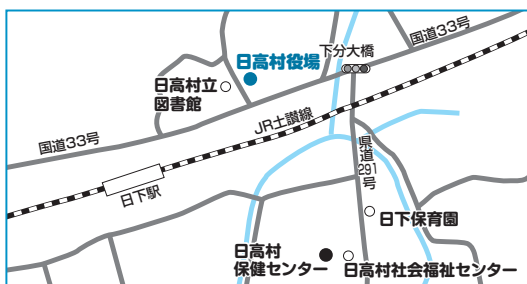 国道33号
下分大橋
日高村役場
日高村立
図書館
JR土讃線
国道33号
県道291号
日下駅
日下保育園
日高村
保健センター
日高村社会福祉センター